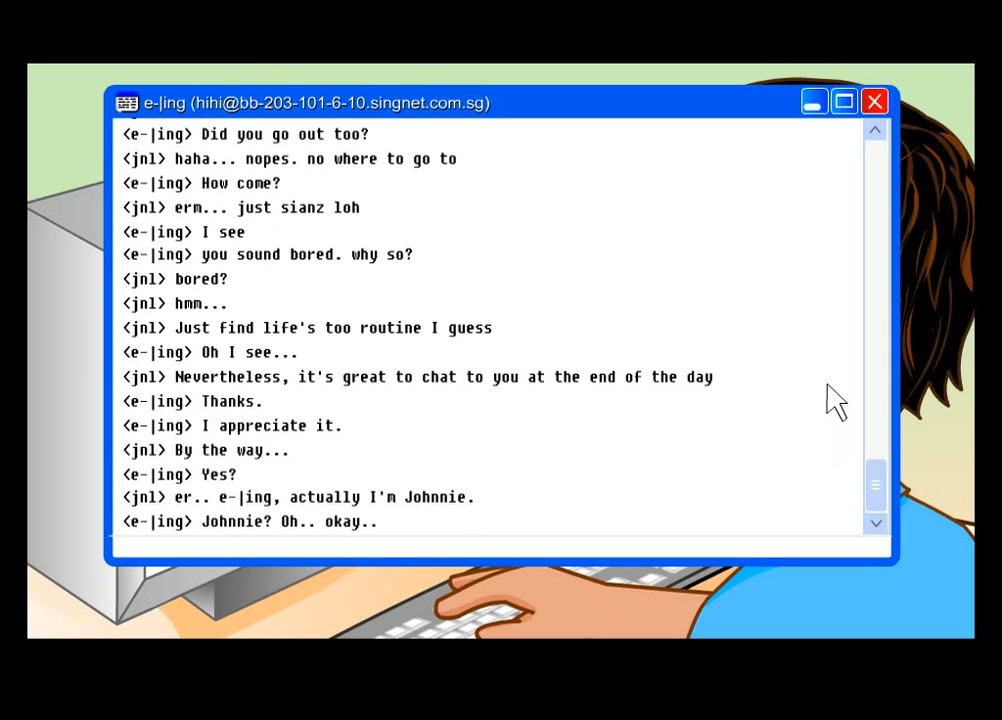 e-|ing (hihi@bb-203-101-6-10.singnet.com.sg)
<e-|ing> Did you go out too?
<jnl> haha... nopes. no where to go to
<e-|ing> How come?
<jnl> erm... just sianz loh
<e-|ing> I see
<e-|ing> you sound bored. why so?
<jnl> bored?
<jnl> hmm...
<jnl> Just find life's too routine I guess
<e-|ing> Oh I see...
<jnl> Nevertheless, it's great to chat to you at the end of the day
<e-|ing> Thanks.
<e-|ing> I appreciate it.
<jnl> By the way...
<e-|ing> Yes?
<jnl> er.. e-|ing, actually I'm Johnnie.
<e-|ing> Johnnie? Oh.. okay..